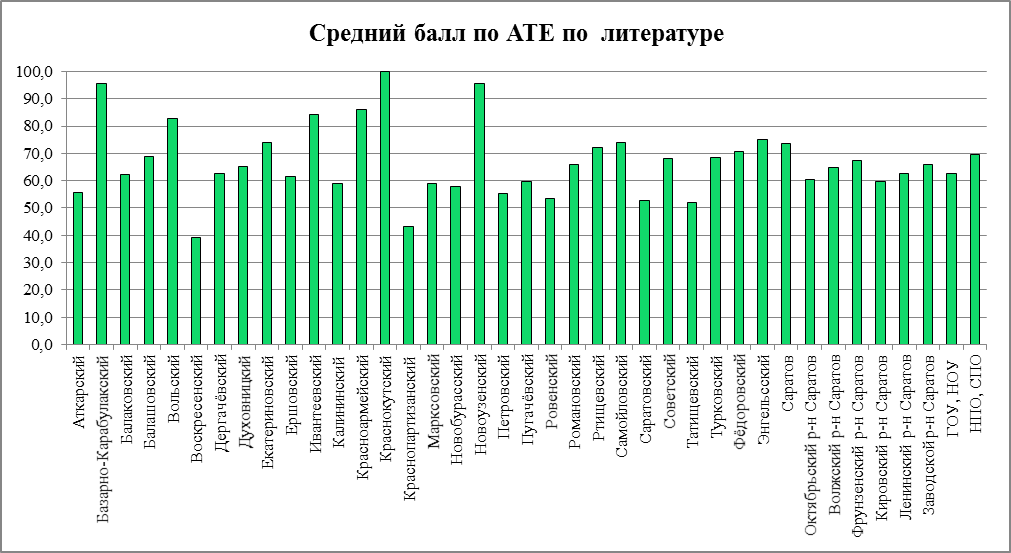 Средний балл по АТЕ по литературе
100,0
90,0
80,0
70,0
60,0
50,0
40,0
30,0
20,0
10,0
0,0
Аткарский
Базарно-Карабулакский
Балаковский
Балашовский
Вольский
Воскресенский
Дергачёвский
Духовницкий
Екатериновский
Ершовский
Ивантеевский
Калининский
Красноармейский
Краснокутский
Краснопартизанский
Марксовский
Новобурасский
Новоузенский
Петровский
Пугачёвский
Ровенский
Романовский
Ртищевский
Самойловский
Саратовский
Советский
Татищевский
Турковский
Фёдоровский
Энгельсский
Саратов
Октябрьский р-н Саратов
Волжский р-н Саратов
Фрунзенский р-н Саратов
Кировский р-н Саратов
Ленинский р-н Саратов
Заводской р-н Саратов
ГОУ, НОУ
НПО, СПО